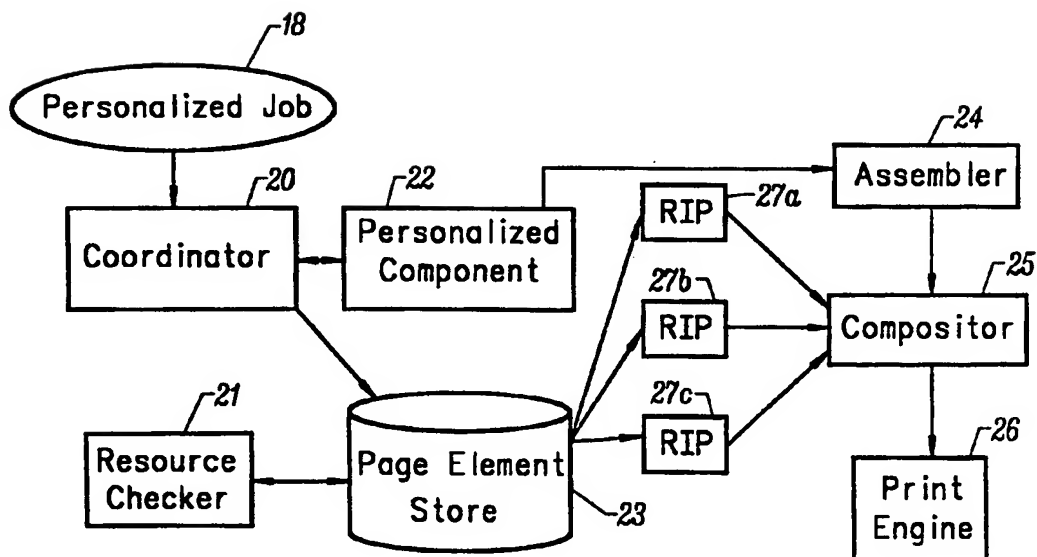 18
Personalized Job
20
Coordinator
22
Personalized
Component
24
Assembler
27a
RIP
27b
RIP
27c
RIP
25
Compositor
21
Resource
Checker
Page Element
Store
23
26
Print
Engine